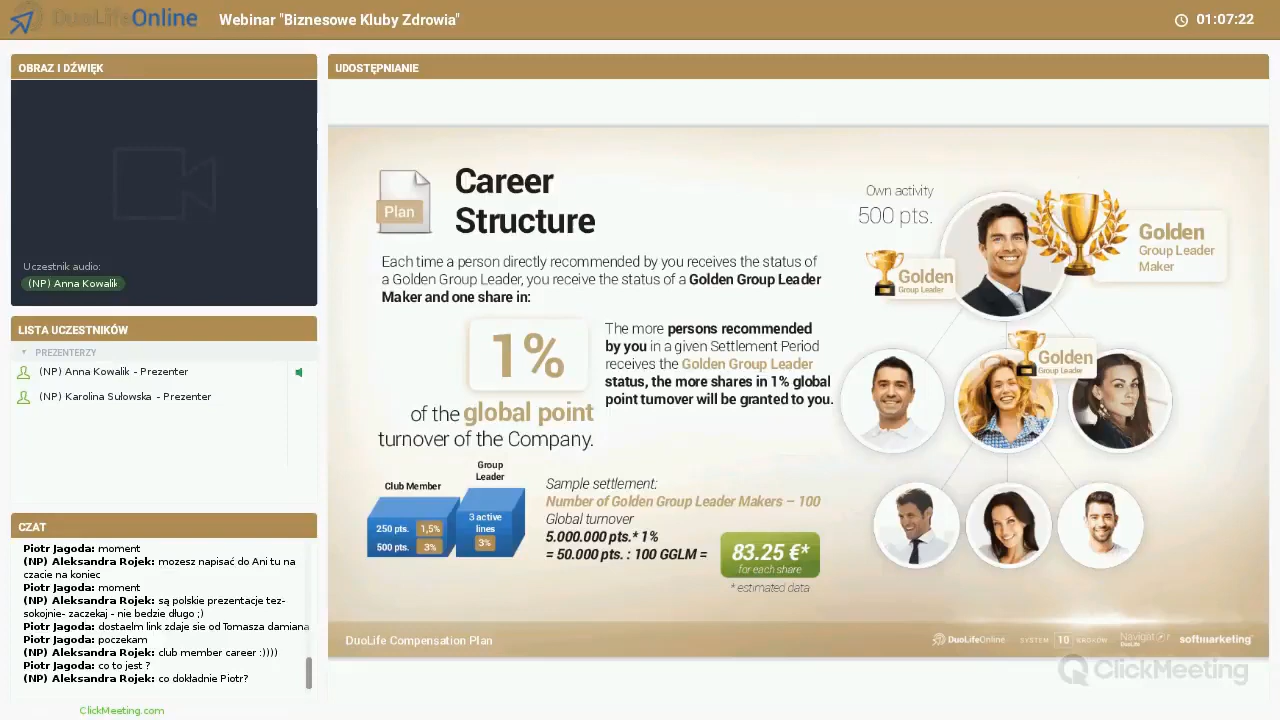 DuoLifeOnline
Webinar "Biznesowe Kluby Zdrowia"
01:07:22
OBRAZ I DŹWIĘK
Uczestnik audio:
(NP) Anna Kowalik
LISTA UCZESTNIKÓW
PREZENTERZY
(NP) Anna Kowalik - Prezenter
(NP) Karolina Sułowska - Prezenter
CZAT
Piotr Jagoda: moment
(NP) Aleksandra Rojek: mozesz napisać do Ani tu na
czacie na koniec
Piotr Jagoda: moment
(NP) Aleksandra Rojek: są polskie prezentacje tez-
sokojnie- zaczekaj - nie bedzie długo ;)
Piotr Jagoda: dostaelm link zdaje sie od Tomasza damiana
Piotr Jagoda: poczekam
(NP) Aleksandra Rojek: club member career :))))
Piotr Jagoda: co to jest ?
(NP) Aleksandra Rojek: co dokladnie Piotr?
ClickMeeting.com
UDOSTĘPNIANIE
Plan
Career
Structure
Each time a person directly recommended by you receives the status of
a Golden Group Leader, you receive the status of a Golden Group Leader
Maker and one share in:
1%
of the global point
turnover of the Company.
The more persons recommended
by you in a given Settlement Period
receives the Golden Group Leader
status, the more shares in 1% global
point turnover will be granted to you.
Club Member
250 pts. 1,5%
500 pts. 3%
Group
Leader
3 active
lines
3%
Sample settlement:
Number of Golden Group Leader Makers – 100
Global turnover
5.000.000 pts.* 1%
= 50.000 pts. : 100 GGLM =
83.25 €*
for each share
* estimated data
Own activity
500 pts.
Golden
Group Leader
Golden
Group Leader
Maker
Golden
Group Leader
DuoLife Compensation Plan
DuoLifeOnline
SYSTEM 10 KROKÓW
Navigator
DuoLife
softmarketing
ClickMeeting